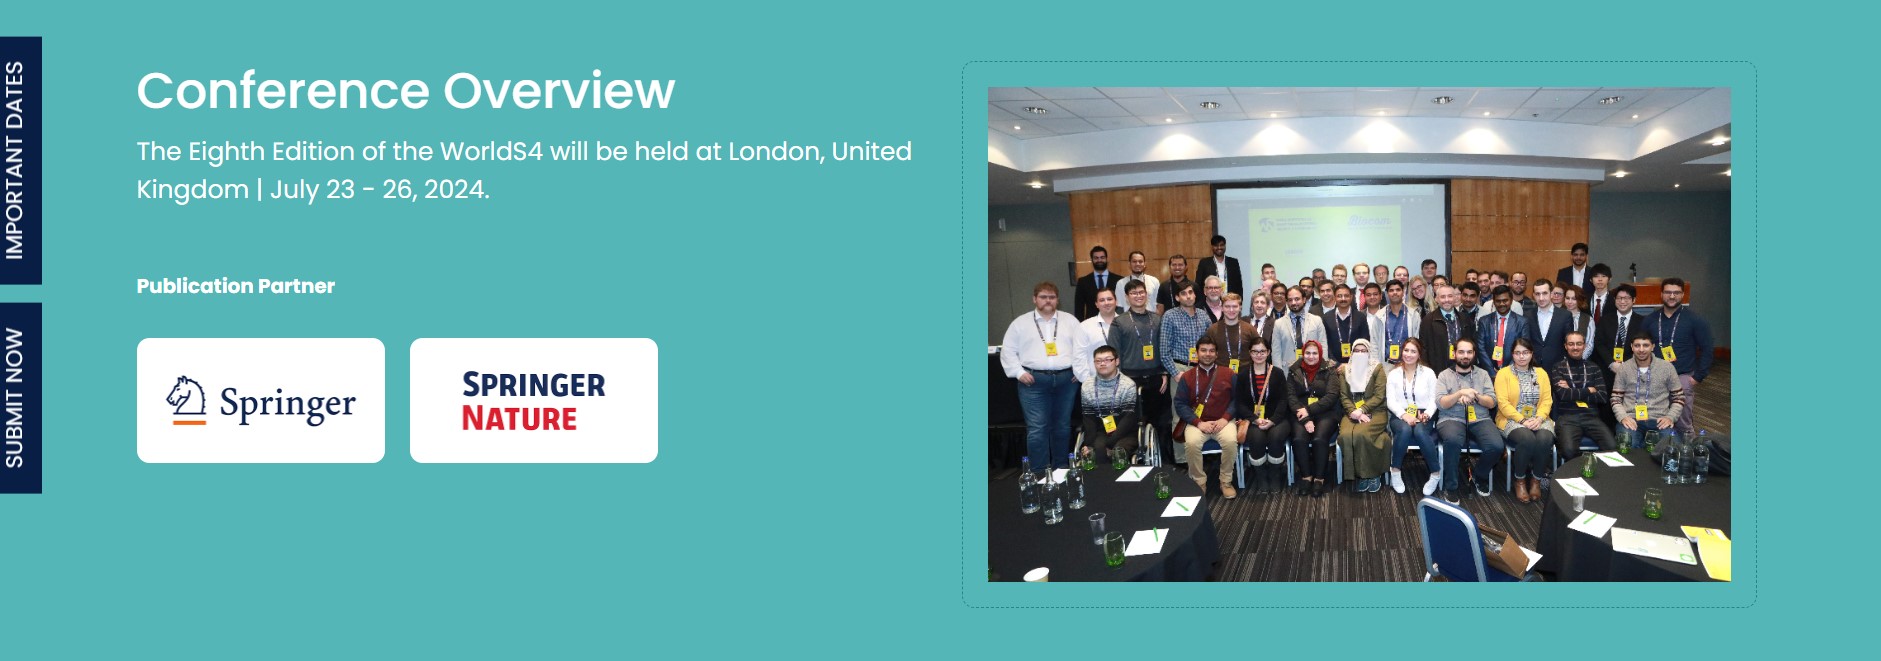 IMPORTANT DATES
SUBMIT NOW
Conference Overview
The Eighth Edition of the WorldS4 will be held at London, United
Kingdom | July 23 - 26, 2024.
Publication Partner
Springer
SPRINGER
NATURE